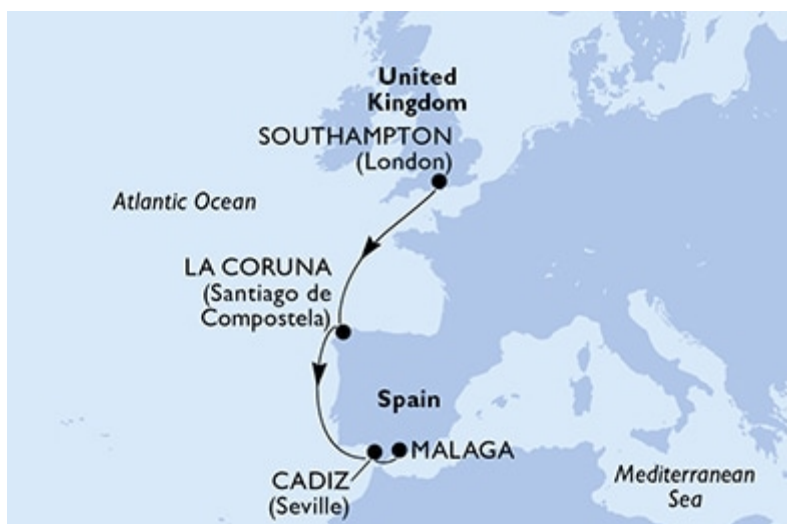 United
Kingdom
SOUTHAMPTON
(London)
Atlantic Ocean
LA CORUNA
(Santiago de
Compostela)
Spain
MALAGA
CADIZ
(Seville)
Mediterranean
Sea